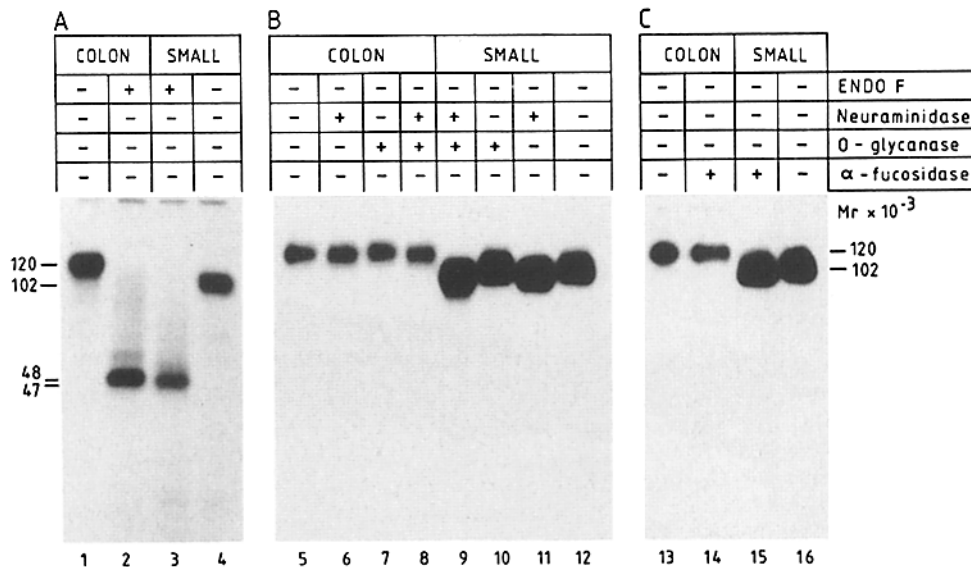 A B C
COLON SMALL COLON SMALL COLON SMALL
- + + - - - - - - - - - - - - - ENDO F
- - - - - + - + + - + - - - - - Neuraminidase
- - - - - - + + + + - - - - - - O - glycanase
- - - - - - - - - - - - - + + - α - fucosidase
Mr x 10⁻³
120 102 120 102
48
47
1 2 3 4 5 6 7 8 9 10 11 12 13 14 15 16